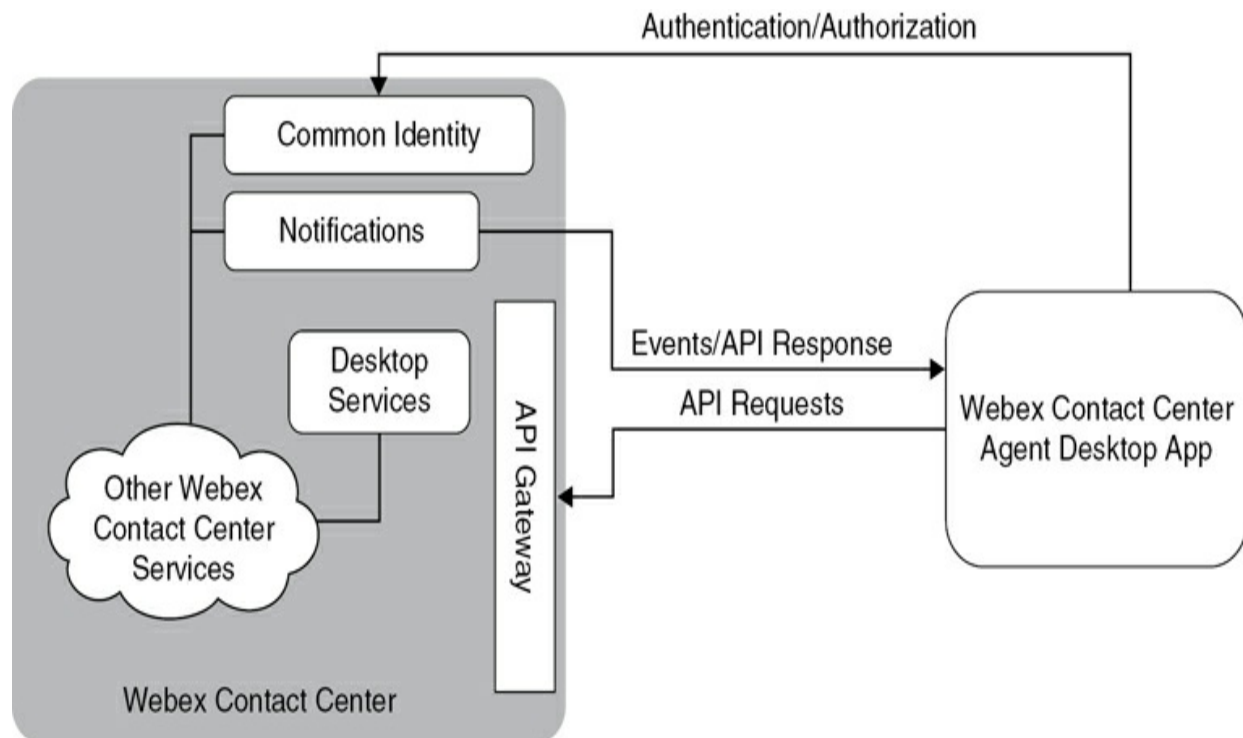 Authentication/Authorization
Common Identity
Notifications
Events/API Response
Desktop
Services
API Requests
API Gateway
Webex Contact Center
Agent Desktop App
Other Webex
Contact Center
Services
Webex Contact Center